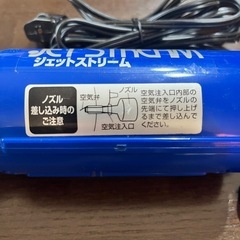 JET STREAM
ジェットストリーム
ノズル
差し込み時の
ご注意
空気弁
ノズル
空気注入口
空気注入口内部の
空気弁をノズルの
先端にて押し上げ
るまで差し込んで
ください。